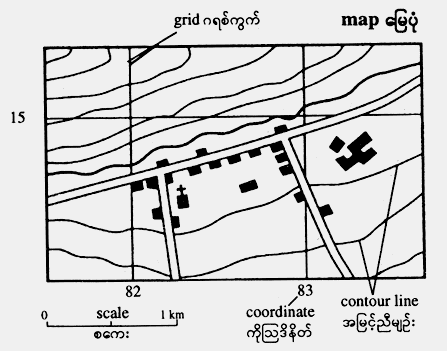 grid ဂရစ်ကွက်
map မြေပုံ
15
82
83
0 scale 1 km
စကေး
coordinate
ကိုဩဒိနိတ်
contour line
အမြင့်ညီမျဉ်း